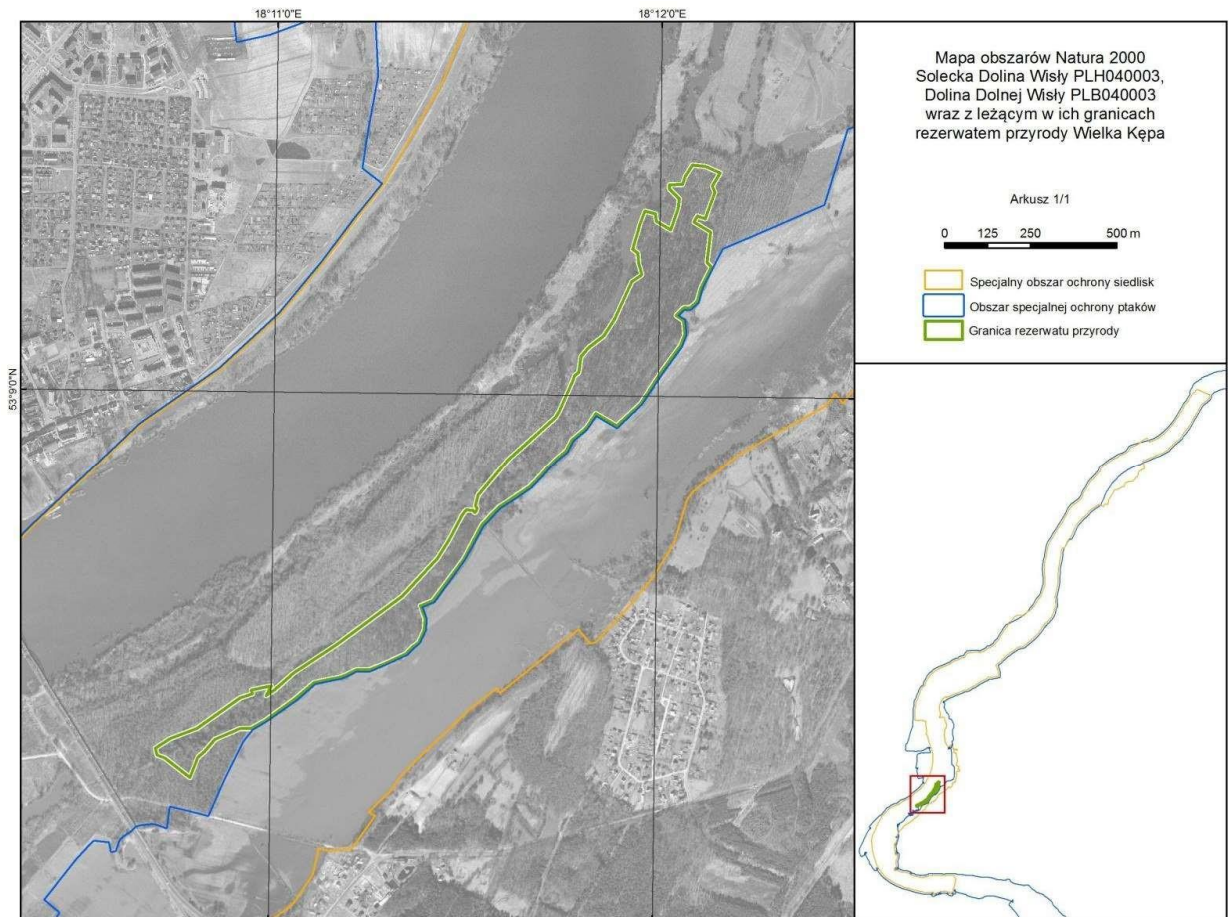 18°11'0"E
18°12'0"E
53°9'0"N
Mapa obszarów Natura 2000
Solecka Dolina Wisły PLH040003,
Dolina Dolnej Wisły PLB040003
wraz z leżącym w ich granicach
rezerwatem przyrody Wielka Kępa
Arkusz 1/1
0 125 250 500 m
Specjalny obszar ochrony siedlisk
Obszar specjalnej ochrony ptaków
Granica rezerwatu przyrody